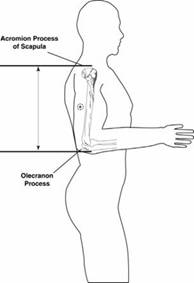 Acromion Process
of Scapula
Olecranon
Process